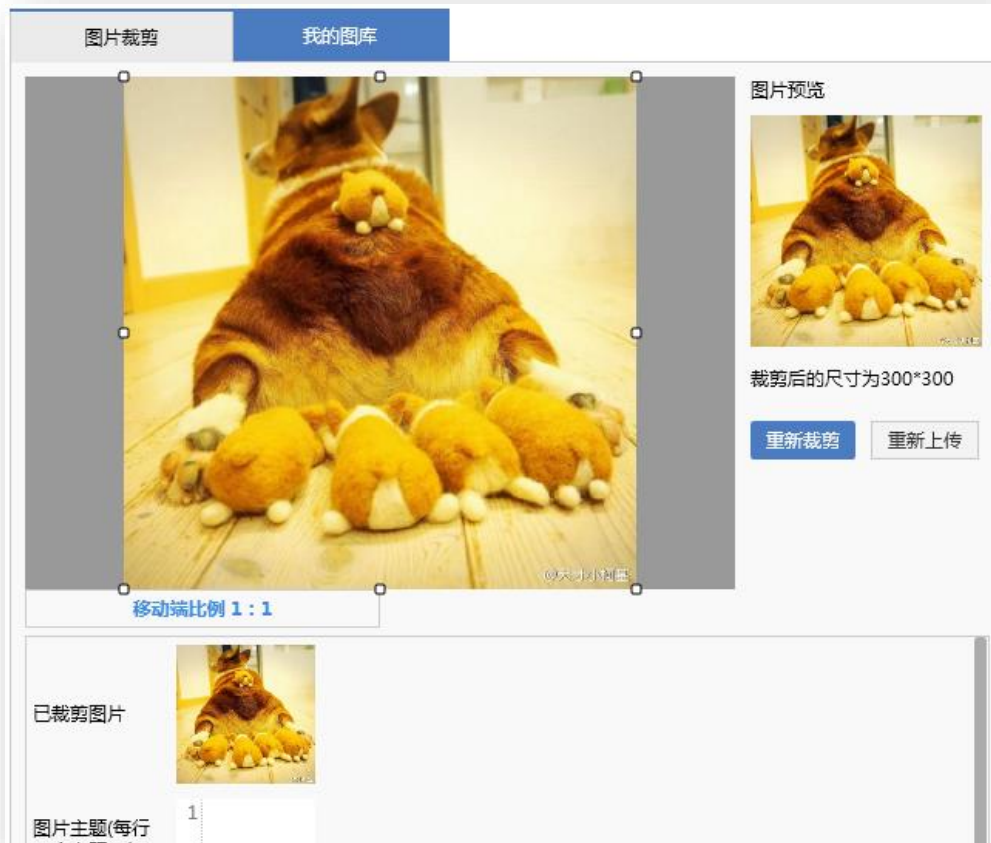 图片裁剪
我的图库
图片预览
裁剪后的尺寸为300*300
重新裁剪
重新上传
移动端比例 1：1
已裁剪图片
图片主题(每行
1